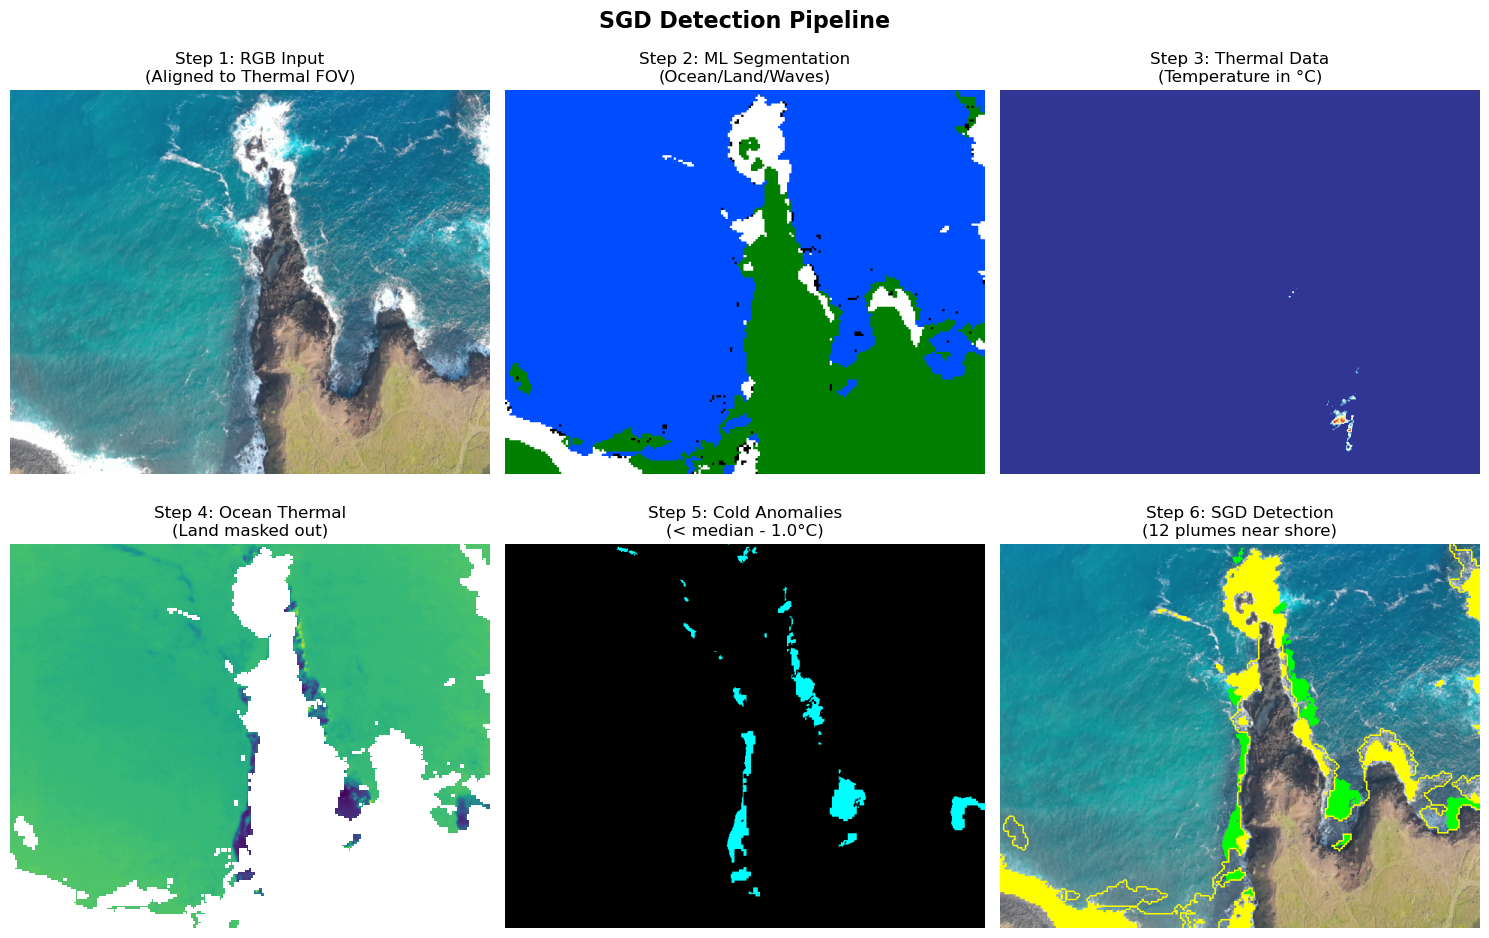 SGD Detection Pipeline
Step 1: RGB Input
(Aligned to Thermal FOV)
Step 2: ML Segmentation
(Ocean/Land/Waves)
Step 3: Thermal Data
(Temperature in °C)
Step 4: Ocean Thermal
(Land masked out)
Step 5: Cold Anomalies
(< median - 1.0°C)
Step 6: SGD Detection
(12 plumes near shore)